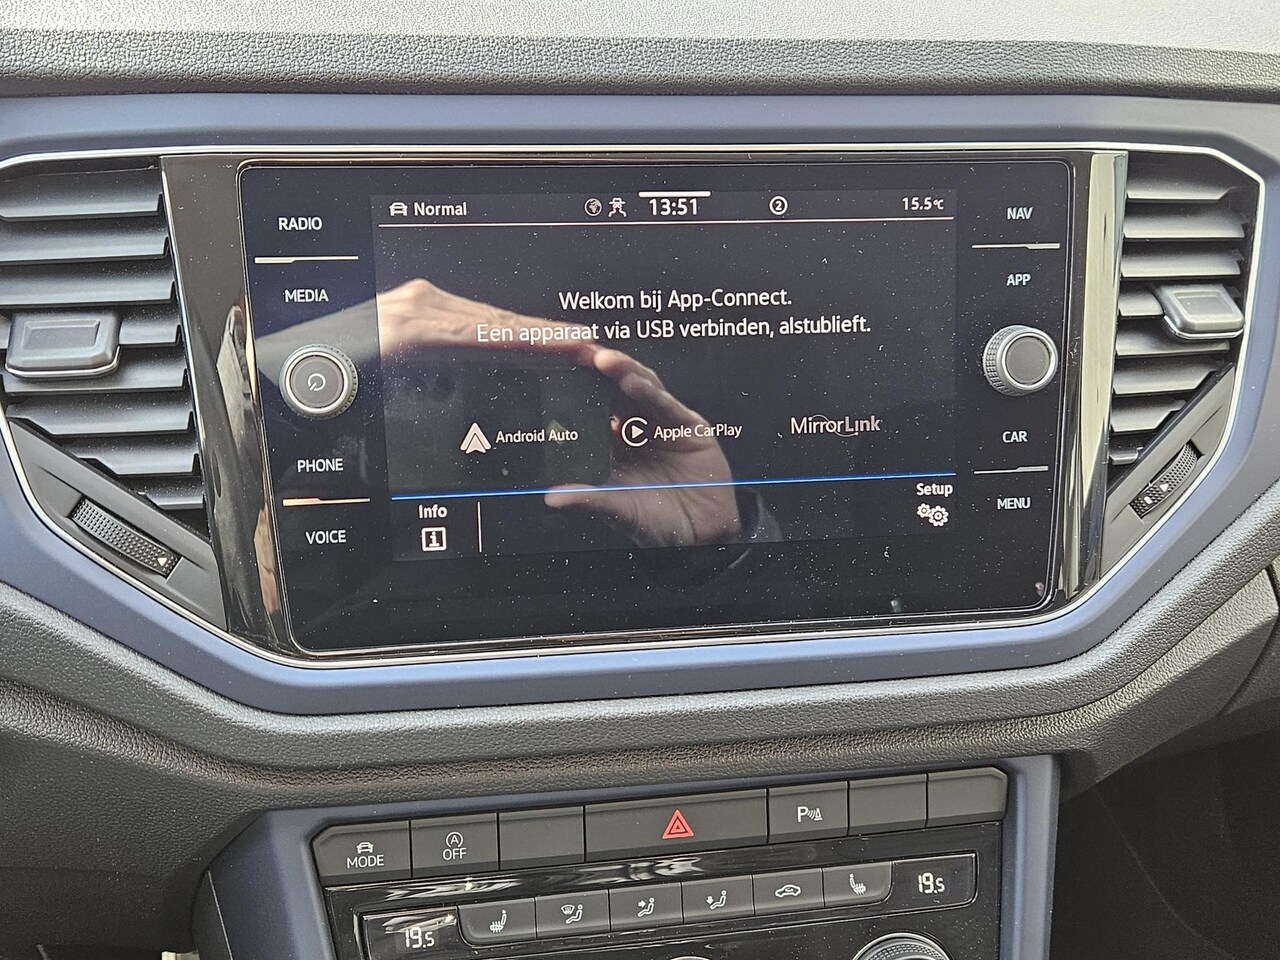 RADIO
MEDIA
PHONE
VOICE
Normal
13:51
2
15.5°C
Welkom bij App-Connect.
Een apparaat via USB verbinden, alstublieft.
Android Auto
Apple CarPlay
MirrorLink
Info
i
Setup
NAV
APP
CAR
MENU
MODE
A
OFF
P
19.5
19.5